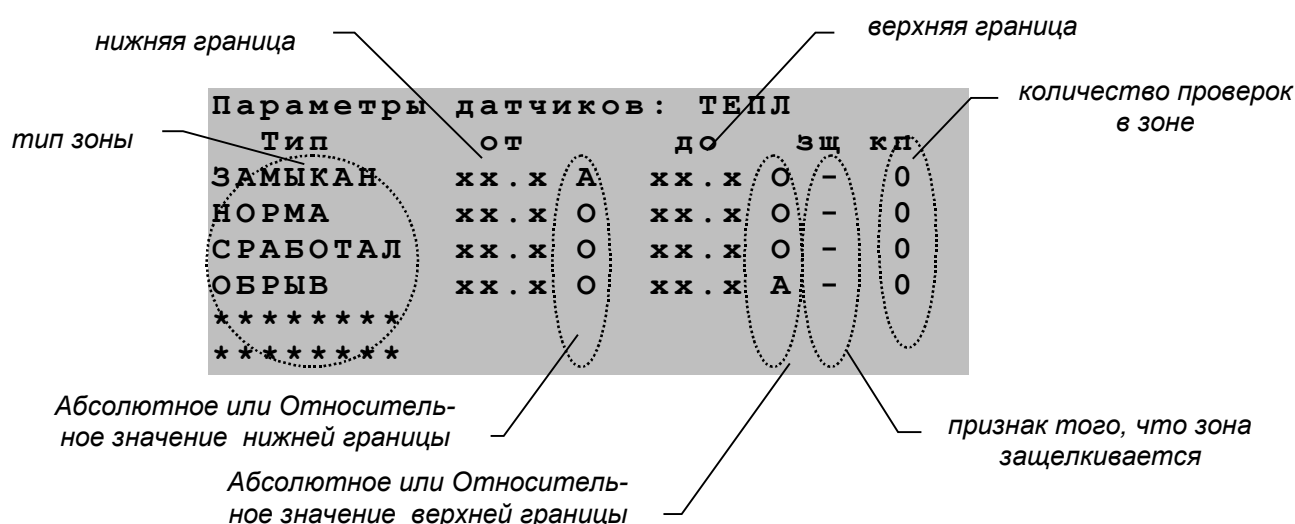 нижняя граница
верхняя граница
количество проверок
в зоне
тип зоны
Параметры датчиков: ТЕПЛ
Тип от до зщ кп
ЗАМЫКАН xx.x А xx.x О - 0
НОРМА xx.x О xx.x О - 0
СРАБОТАЛ xx.x О xx.x О - 0
ОБРЫВ xx.x О xx.x А - 0
********
********
Абсолютное или Относитель-
ное значение нижней границы
признак того, что зона
защелкивается
Абсолютное или Относитель-
ное значение верхней границы